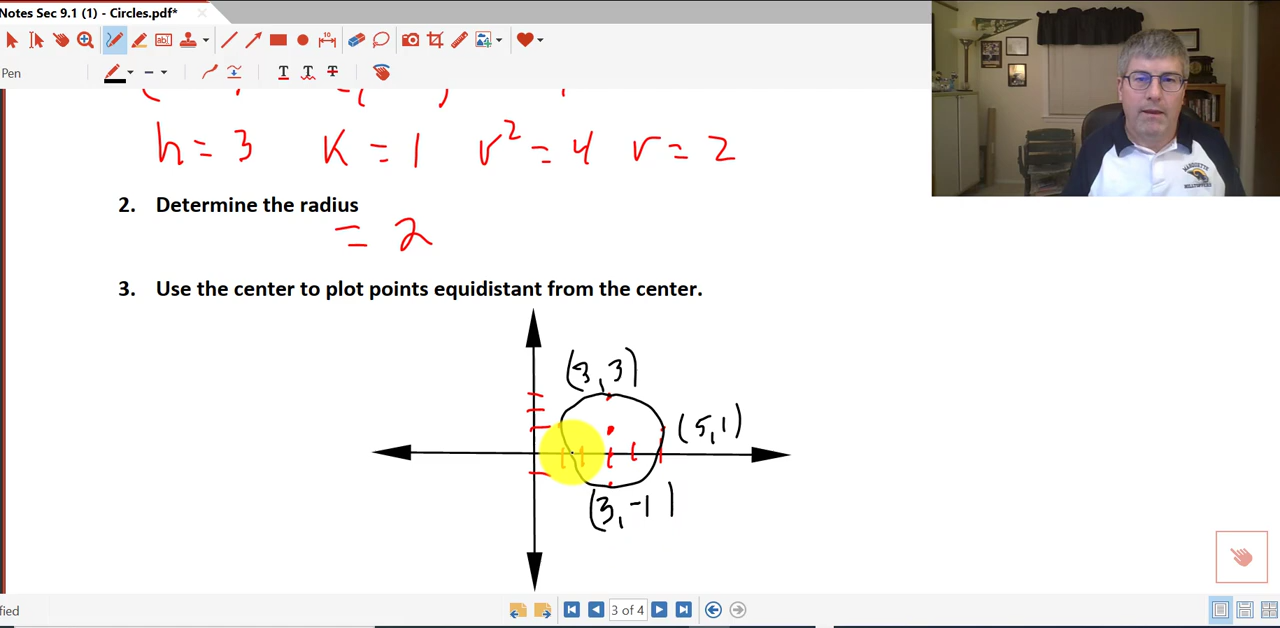 Notes Sec 9.1 (1) - Circles.pdf*
Pen
h = 3 K = 1 r² = 4 r = 2
2. Determine the radius
= 2
3. Use the center to plot points equidistant from the center.
(3, 3)
(5, 1)
(3, -1)
fied
3 of 4